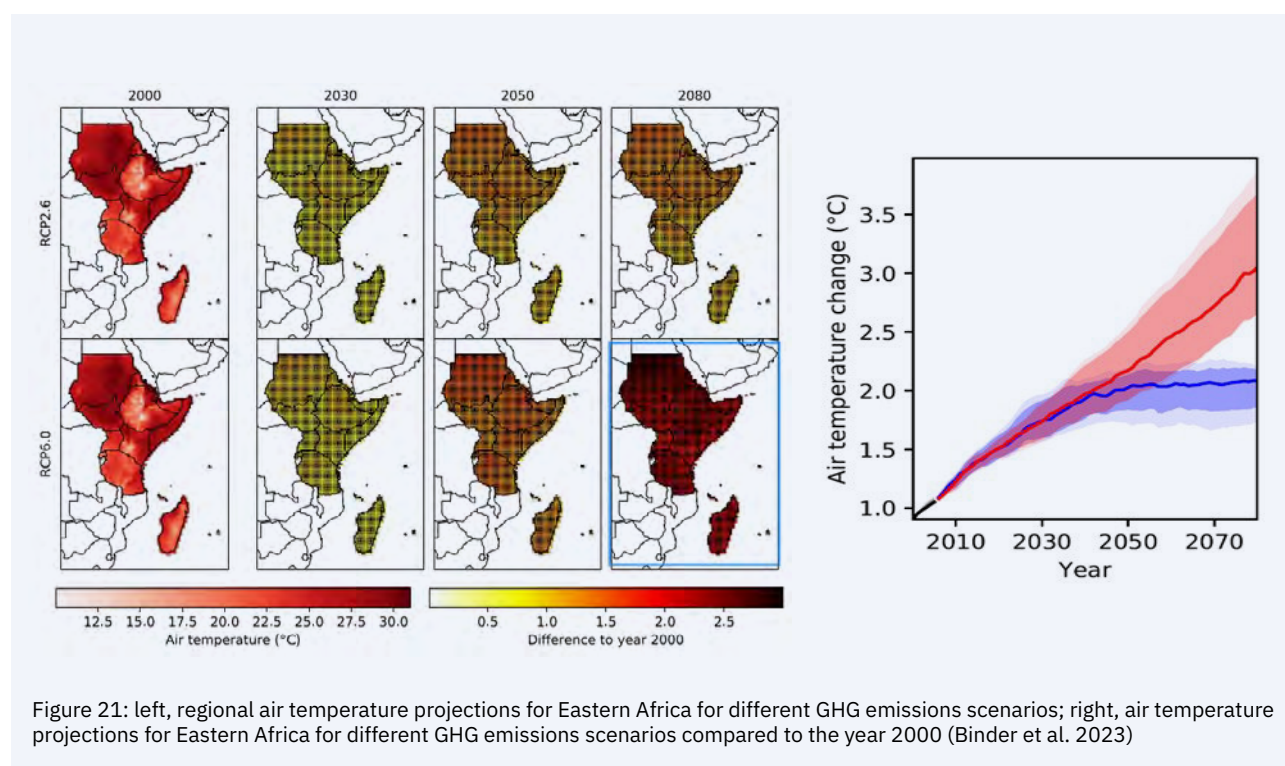 2000 2030 2050 2080
RCP2.6
RCP6.0
12.5 15.0 17.5 20.0 22.5 25.0 27.5 30.0
Air temperature (°C)
0.5 1.0 1.5 2.0 2.5
Difference to year 2000
Air temperature change (°C)
3.5
3.0
2.5
2.0
1.5
1.0
2010 2030 2050 2070
Year
Figure 21: left, regional air temperature projections for Eastern Africa for different GHG emissions scenarios; right, air temperature
projections for Eastern Africa for different GHG emissions scenarios compared to the year 2000 (Binder et al. 2023)